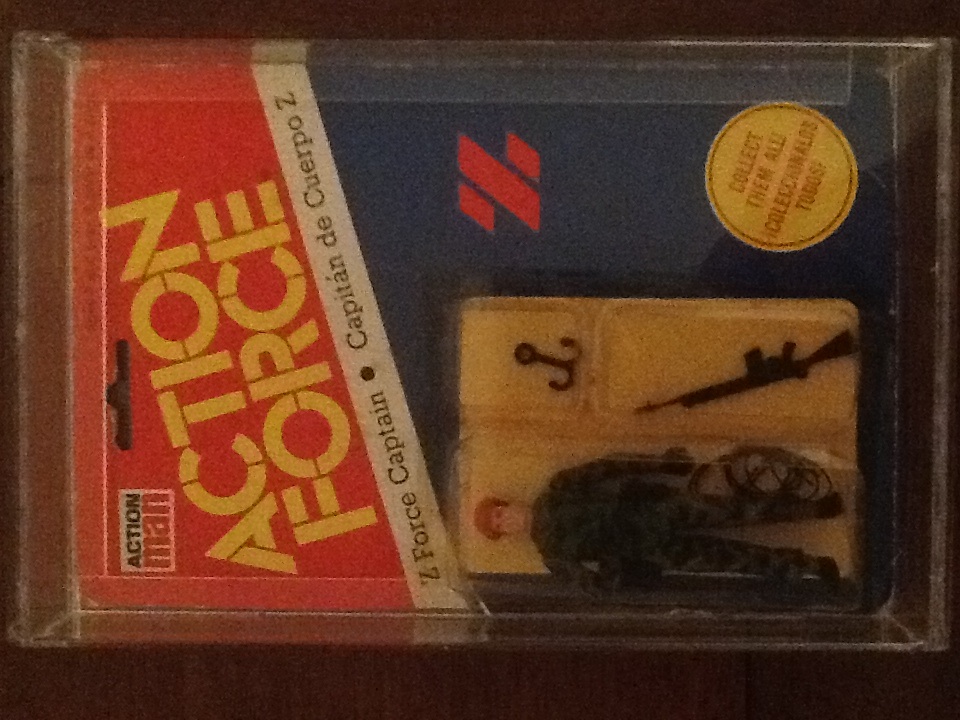 ACTION
man
ACTION
FORCE
Z Force Captain • Capitán de Cuerpo Z
Z
COLLECT
THEM ALL!
¡COLECCIONALOS
TODOS!